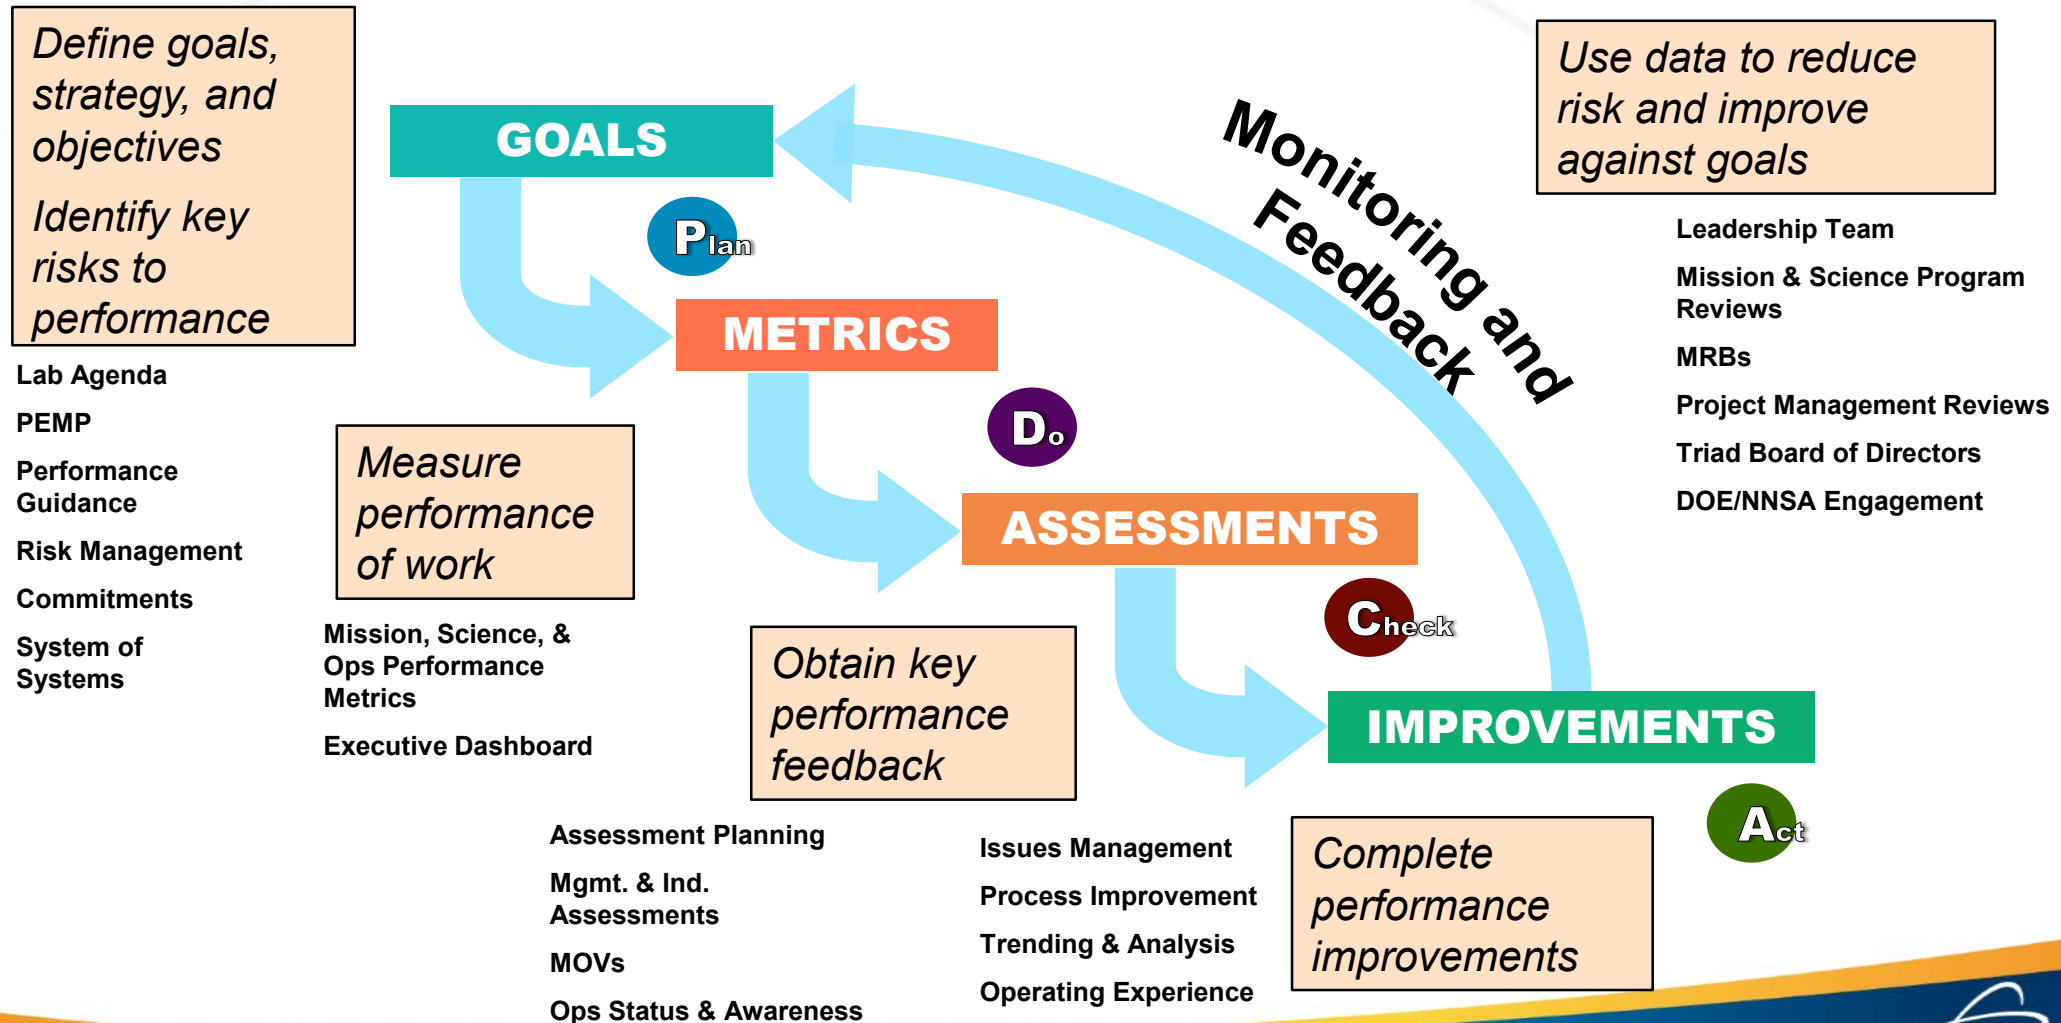 Define goals,
strategy, and
objectives
Identify key
risks to
performance
Lab Agenda
PEMP
Performance
Guidance
Risk Management
Commitments
System of
Systems
GOALS
Plan
METRICS
Measure
performance
of work
Mission, Science, &
Ops Performance
Metrics
Executive Dashboard
Do
ASSESSMENTS
Obtain key
performance
feedback
Assessment Planning
Mgmt. & Ind.
Assessments
MOVs
Ops Status & Awareness
Check
IMPROVEMENTS
Act
Complete
performance
improvements
Issues Management
Process Improvement
Trending & Analysis
Operating Experience
Monitoring and
Feedback
Use data to reduce
risk and improve
against goals
Leadership Team
Mission & Science Program
Reviews
MRBs
Project Management Reviews
Triad Board of Directors
DOE/NNSA Engagement